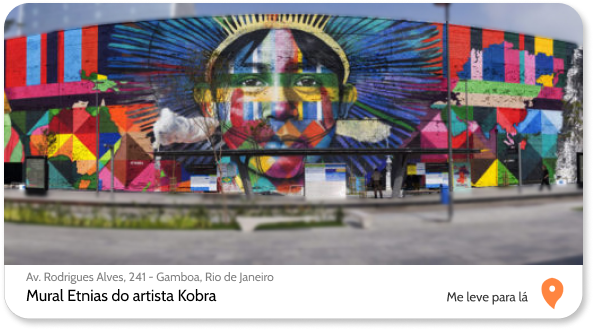 Av. Rodrigues Alves, 241 - Gamboa, Rio de Janeiro
Mural Etnias do artista Kobra
Me leve para lá